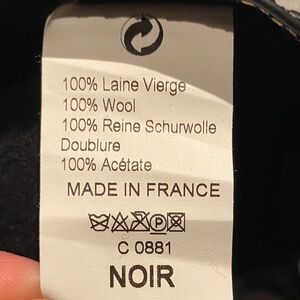 100% Laine Vierge
100% Wool
100% Reine Schurwolle
Doublure
100% Acétate
MADE IN FRANCE
P
C 0881
NOIR